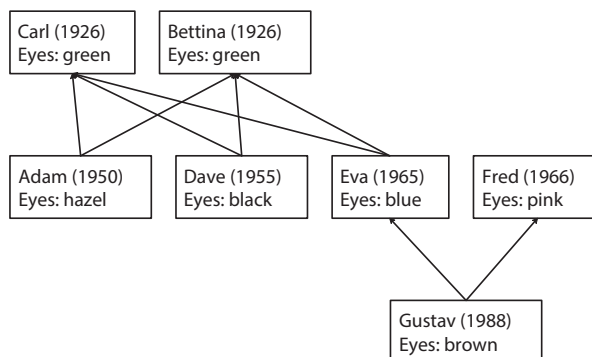 Carl (1926)
Eyes: green
Bettina (1926)
Eyes: green
Adam (1950)
Eyes: hazel
Dave (1955)
Eyes: black
Eva (1965)
Eyes: blue
Fred (1966)
Eyes: pink
Gustav (1988)
Eyes: brown